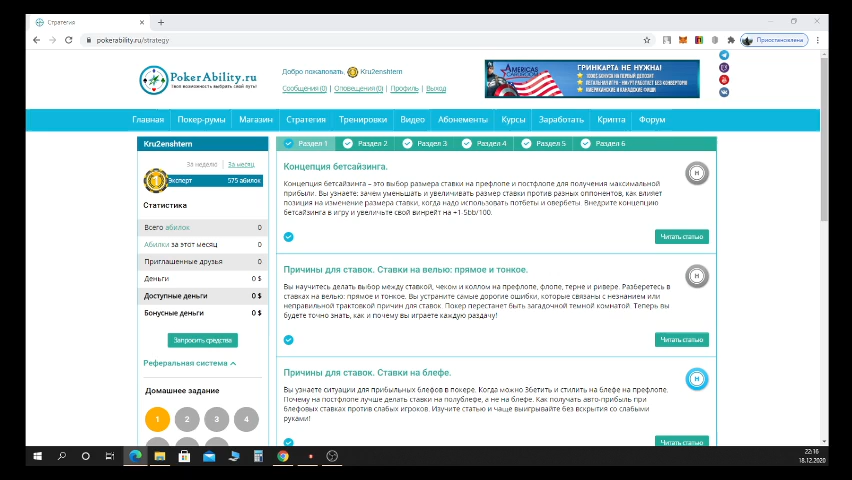 Стратегия
pokerability.ru/strategy
Приостановлена
PokerAbility.ru
Твоя возможность выбрать свой путь!
Добро пожаловать, Kru2enshtern
Сообщения (0) | Оповещения (0) | Профиль | Выход
AMERICAS CARDROOM
ГРИНКАРТА НЕ НУЖНА!
Главная Покер-румы Магазин Стратегия Тренировки Видео Абонементы Курсы Заработать Крипта Форум
Kru2enshtern
За неделю За месяц
1 Эксперт 575 абилок
Статистика
Всего абилок 0
Абилки за этот месяц 0
Приглашенные друзья 0
Деньги 0 $
Доступные деньги 0 $
Бонусные деньги 0 $
Запросить средства
Реферальная система
Домашнее задание
1 2 3 4
Раздел 1 Раздел 2 Раздел 3 Раздел 4 Раздел 5 Раздел 6
Концепция бетсайзинга.
H
Концепция бетсайзинга – это выбор размера ставки на префлопе и постфлопе для получения максимальной
прибыли. Вы узнаете: зачем уменьшать и увеличивать размер ставки против разных оппонентов, как влияет
позиция на изменение размера ставки, когда надо использовать потбеты и овербеты. Внедрите концепцию
бетсайзинга в игру и увеличьте свой винрейт на +1-5bb/100.
Читать статью
Причины для ставок. Ставки на велью: прямое и тонкое.
H
Вы научитесь делать выбор между ставкой, чеком и коллом на префлопе, флопе, терне и ривере. Разберетесь в
ставках на велью: прямое и тонкое. Вы устраните самые дорогие ошибки, которые связаны с незнанием или
неправильной трактовкой причин для ставок. Покер перестанет быть загадочной темной комнатой. Теперь вы
будете точно знать, как и почему вы играете каждую раздачу!
Читать статью
Причины для ставок. Ставки на блефе.
H
Вы узнаете ситуации для прибыльных блефов в покере. Когда можно 3бетить и стилить на блефе на префлопе.
Почему на постфлопе лучше делать ставки на полублефе, а не на блефе. Как получать авто-прибыль при
блефовых ставках против слабых игроков. Изучите статью и чаще выигрывайте без вскрытия со слабыми
руками!
Читать статью
22:16
18.12.2020